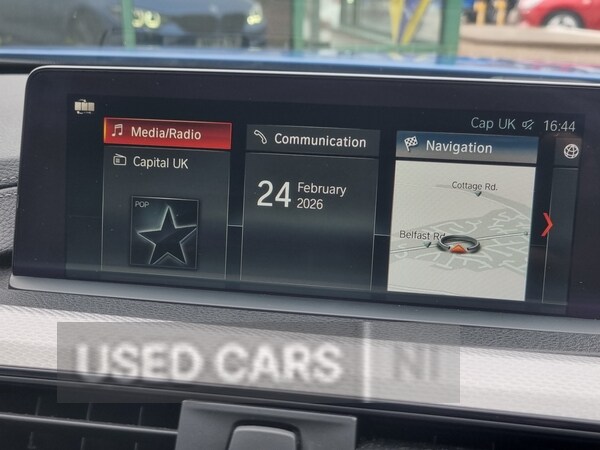 Cap UK 16:44
Media/Radio
Communication
Navigation
Capital UK
POP
24 February
2026
Cottage Rd.
Belfast Rd.
USED CARS | NI